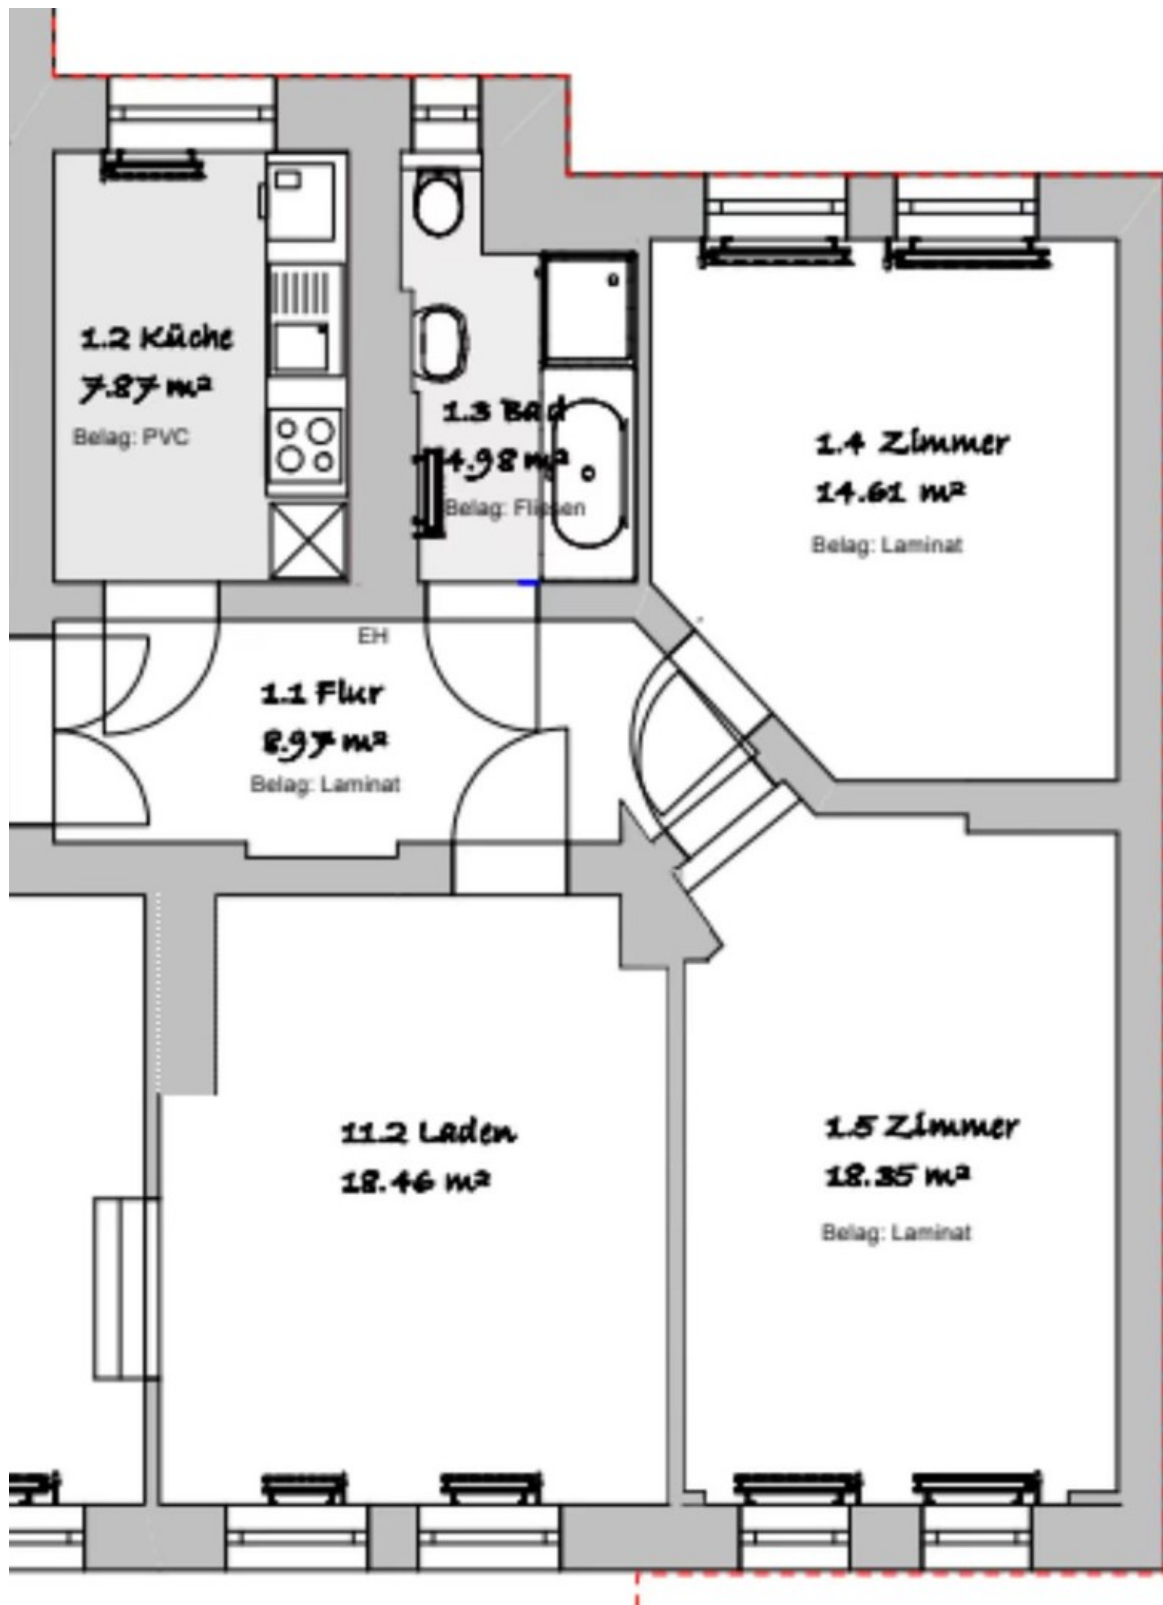 1.2 Küche
7.87 m²
Belag: PVC
1.3 Bad
4.98 m²
Belag: Fliesen
1.4 Zimmer
14.61 m²
Belag: Laminat
EH
1.1 Flur
8.97 m²
Belag: Laminat
11.2 Laden
18.46 m²
1.5 Zimmer
18.35 m²
Belag: Laminat